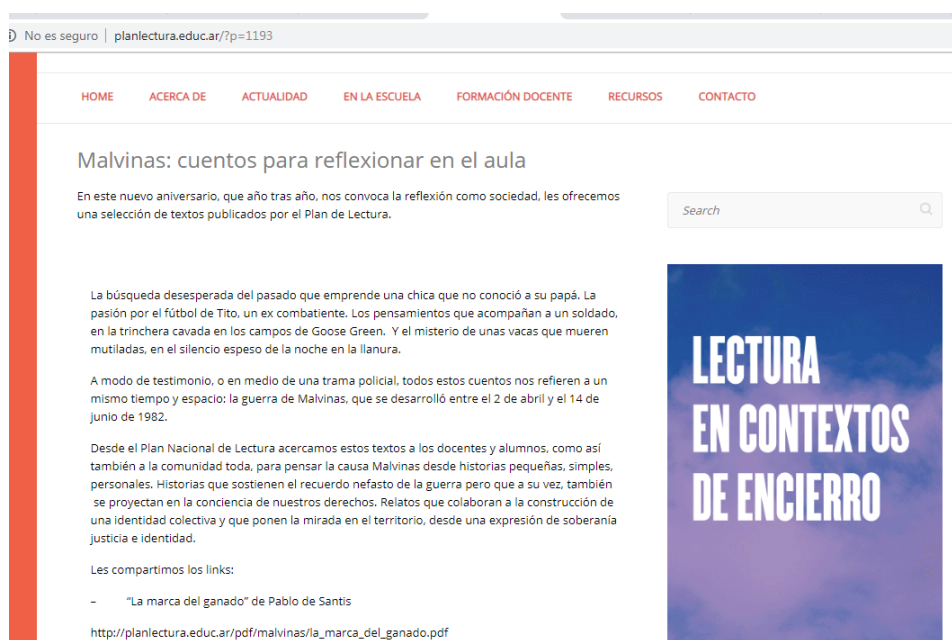 No es seguro | planlectura.educ.ar/?p=1193
HOME ACERCA DE ACTUALIDAD EN LA ESCUELA FORMACIÓN DOCENTE RECURSOS CONTACTO
Malvinas: cuentos para reflexionar en el aula
En este nuevo aniversario, que año tras año, nos convoca la reflexión como sociedad, les ofrecemos
una selección de textos publicados por el Plan de Lectura.
Search
La búsqueda desesperada del pasado que emprende una chica que no conoció a su papá. La
pasión por el fútbol de Tito, un ex combatiente. Los pensamientos que acompañan a un soldado,
en la trinchera cavada en los campos de Goose Green. Y el misterio de unas vacas que mueren
mutiladas, en el silencio espeso de la noche en la llanura.
A modo de testimonio, o en medio de una trama policial, todos estos cuentos nos refieren a un
mismo tiempo y espacio: la guerra de Malvinas, que se desarrolló entre el 2 de abril y el 14 de
junio de 1982.
Desde el Plan Nacional de Lectura acercamos estos textos a los docentes y alumnos, como así
también a la comunidad toda, para pensar la causa Malvinas desde historias pequeñas, simples,
personales. Historias que sostienen el recuerdo nefasto de la guerra pero que a su vez, también
se proyectan en la conciencia de nuestros derechos. Relatos que colaboran a la construcción de
una identidad colectiva y que ponen la mirada en el territorio, desde una expresión de soberanía
justicia e identidad.
Les compartimos los links:
– “La marca del ganado” de Pablo de Santis
http://planlectura.educ.ar/pdf/malvinas/la_marca_del_ganado.pdf
LECTURA
EN CONTEXTOS
DE ENCIERRO